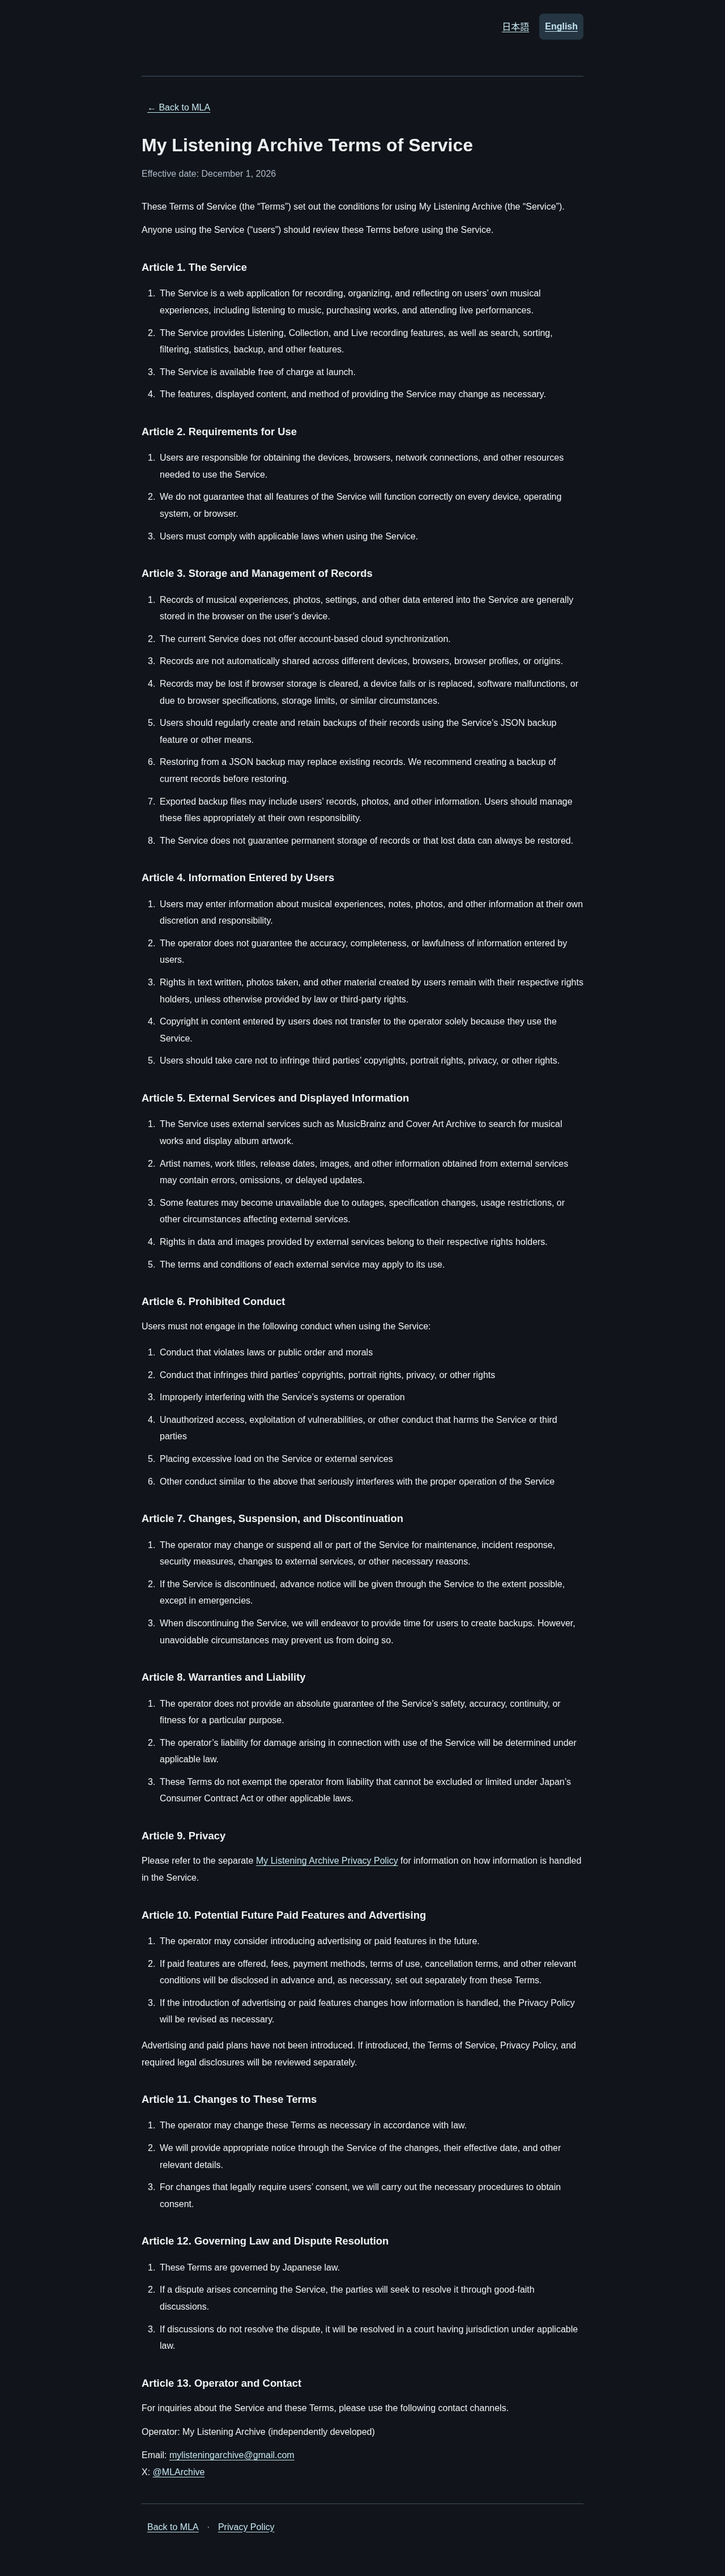 日本語 English
← Back to MLA
My Listening Archive Terms of Service
Effective date: December 1, 2026
These Terms of Service (the “Terms”) set out the conditions for using My Listening Archive (the “Service”).
Anyone using the Service (“users”) should review these Terms before using the Service.
Article 1. The Service
1. The Service is a web application for recording, organizing, and reflecting on users’ own musical
experiences, including listening to music, purchasing works, and attending live performances.
2. The Service provides Listening, Collection, and Live recording features, as well as search, sorting,
filtering, statistics, backup, and other features.
3. The Service is available free of charge at launch.
4. The features, displayed content, and method of providing the Service may change as necessary.
Article 2. Requirements for Use
1. Users are responsible for obtaining the devices, browsers, network connections, and other resources
needed to use the Service.
2. We do not guarantee that all features of the Service will function correctly on every device, operating
system, or browser.
3. Users must comply with applicable laws when using the Service.
Article 3. Storage and Management of Records
1. Records of musical experiences, photos, settings, and other data entered into the Service are generally
stored in the browser on the user’s device.
2. The current Service does not offer account-based cloud synchronization.
3. Records are not automatically shared across different devices, browsers, browser profiles, or origins.
4. Records may be lost if browser storage is cleared, a device fails or is replaced, software malfunctions, or
due to browser specifications, storage limits, or similar circumstances.
5. Users should regularly create and retain backups of their records using the Service’s JSON backup
feature or other means.
6. Restoring from a JSON backup may replace existing records. We recommend creating a backup of
current records before restoring.
7. Exported backup files may include users’ records, photos, and other information. Users should manage
these files appropriately at their own responsibility.
8. The Service does not guarantee permanent storage of records or that lost data can always be restored.
Article 4. Information Entered by Users
1. Users may enter information about musical experiences, notes, photos, and other information at their own
discretion and responsibility.
2. The operator does not guarantee the accuracy, completeness, or lawfulness of information entered by
users.
3. Rights in text written, photos taken, and other material created by users remain with their respective rights
holders, unless otherwise provided by law or third-party rights.
4. Copyright in content entered by users does not transfer to the operator solely because they use the
Service.
5. Users should take care not to infringe third parties’ copyrights, portrait rights, privacy, or other rights.
Article 5. External Services and Displayed Information
1. The Service uses external services such as MusicBrainz and Cover Art Archive to search for musical
works and display album artwork.
2. Artist names, work titles, release dates, images, and other information obtained from external services
may contain errors, omissions, or delayed updates.
3. Some features may become unavailable due to outages, specification changes, usage restrictions, or
other circumstances affecting external services.
4. Rights in data and images provided by external services belong to their respective rights holders.
5. The terms and conditions of each external service may apply to its use.
Article 6. Prohibited Conduct
Users must not engage in the following conduct when using the Service:
1. Conduct that violates laws or public order and morals
2. Conduct that infringes third parties’ copyrights, portrait rights, privacy, or other rights
3. Improperly interfering with the Service’s systems or operation
4. Unauthorized access, exploitation of vulnerabilities, or other conduct that harms the Service or third
parties
5. Placing excessive load on the Service or external services
6. Other conduct similar to the above that seriously interferes with the proper operation of the Service
Article 7. Changes, Suspension, and Discontinuation
1. The operator may change or suspend all or part of the Service for maintenance, incident response,
security measures, changes to external services, or other necessary reasons.
2. If the Service is discontinued, advance notice will be given through the Service to the extent possible,
except in emergencies.
3. When discontinuing the Service, we will endeavor to provide time for users to create backups. However,
unavoidable circumstances may prevent us from doing so.
Article 8. Warranties and Liability
1. The operator does not provide an absolute guarantee of the Service’s safety, accuracy, continuity, or
fitness for a particular purpose.
2. The operator’s liability for damage arising in connection with use of the Service will be determined under
applicable law.
3. These Terms do not exempt the operator from liability that cannot be excluded or limited under Japan’s
Consumer Contract Act or other applicable laws.
Article 9. Privacy
Please refer to the separate My Listening Archive Privacy Policy for information on how information is handled
in the Service.
Article 10. Potential Future Paid Features and Advertising
1. The operator may consider introducing advertising or paid features in the future.
2. If paid features are offered, fees, payment methods, terms of use, cancellation terms, and other relevant
conditions will be disclosed in advance and, as necessary, set out separately from these Terms.
3. If the introduction of advertising or paid features changes how information is handled, the Privacy Policy
will be revised as necessary.
Advertising and paid plans have not been introduced. If introduced, the Terms of Service, Privacy Policy, and
required legal disclosures will be reviewed separately.
Article 11. Changes to These Terms
1. The operator may change these Terms as necessary in accordance with law.
2. We will provide appropriate notice through the Service of the changes, their effective date, and other
relevant details.
3. For changes that legally require users’ consent, we will carry out the necessary procedures to obtain
consent.
Article 12. Governing Law and Dispute Resolution
1. These Terms are governed by Japanese law.
2. If a dispute arises concerning the Service, the parties will seek to resolve it through good-faith
discussions.
3. If discussions do not resolve the dispute, it will be resolved in a court having jurisdiction under applicable
law.
Article 13. Operator and Contact
For inquiries about the Service and these Terms, please use the following contact channels.
Operator: My Listening Archive (independently developed)
Email: mylisteningarchive@gmail.com
X: @MLArchive
Back to MLA · Privacy Policy